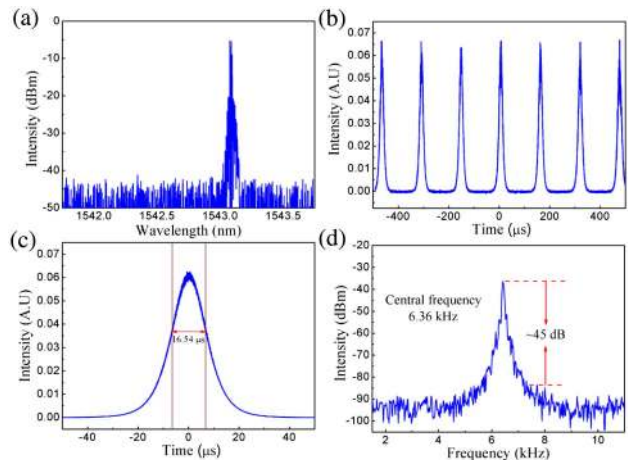 (a)
0
-10
-20
-30
-40
-50
Intensity (dBm)
1542.0 1542.5 1543.0 1543.5
Wavelength (nm)
(b)
0.07
0.06
0.05
0.04
0.03
0.02
0.01
0.00
Intensity (A.U)
-400 -200 0 200 400
Time (μs)
(c)
0.07
0.06
0.05
0.04
0.03
0.02
0.01
0.00
Intensity (A.U)
16.54 μs
-40 -20 0 20 40
Time (μs)
(d)
-20
-30
-40
-50
-60
-70
-80
-90
-100
Intensity (dBm)
Central frequency
6.36 kHz
~45 dB
2 4 6 8 10
Frequency (kHz)